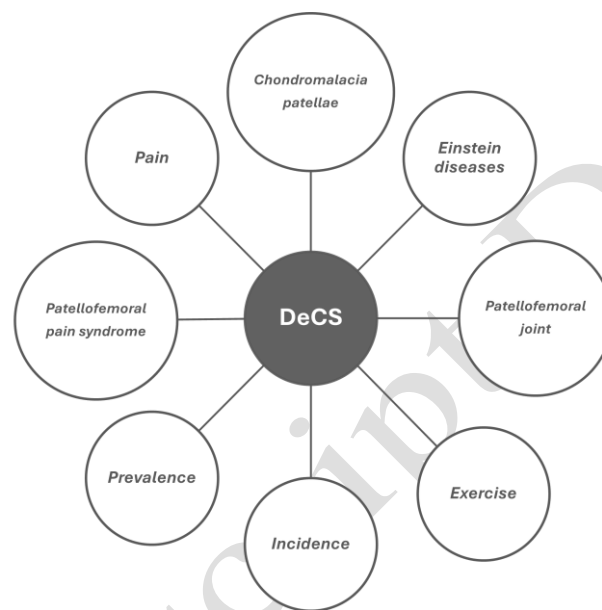 Chondromalacia
patellae
Pain
Einstein
diseases
Patellofemoral
pain syndrome
DeCS
Patellofemoral
joint
Prevalence
Exercise
Incidence